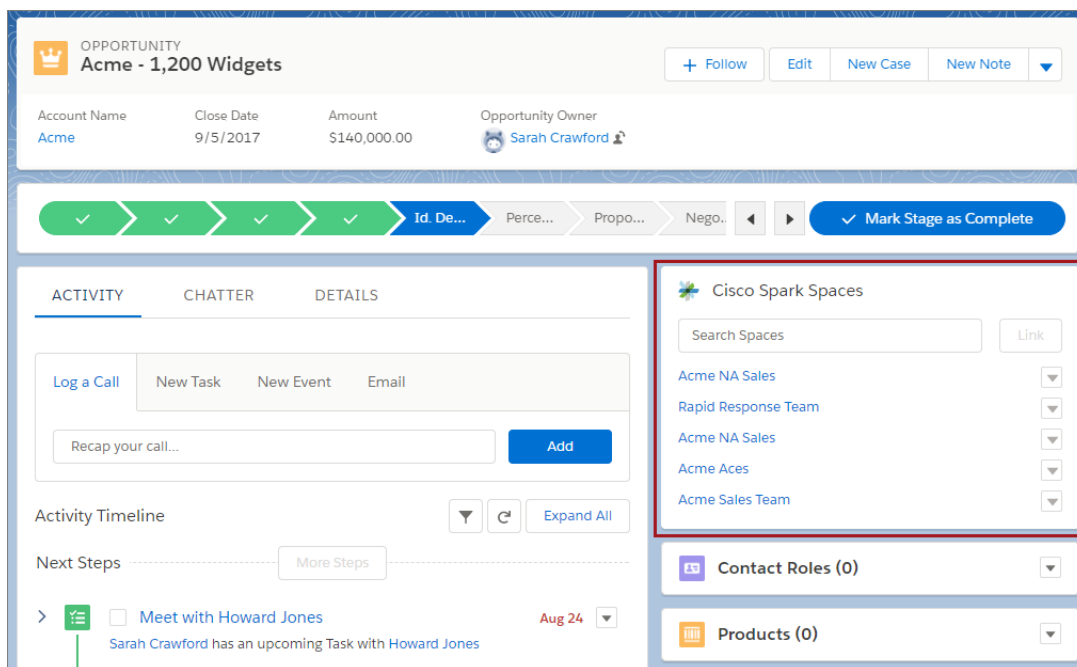 OPPORTUNITY
Acme - 1,200 Widgets
+ Follow
Edit
New Case
New Note
Account Name
Close Date
Amount
Opportunity Owner
Acme
9/5/2017
$140,000.00
Sarah Crawford
Id. De...
Perce...
Propo...
Nego..
Mark Stage as Complete
ACTIVITY
CHATTER
DETAILS
Log a Call
New Task
New Event
Email
Recap your call...
Add
Activity Timeline
Expand All
Next Steps
More Steps
Meet with Howard Jones
Aug 24
Sarah Crawford has an upcoming Task with Howard Jones
Cisco Spark Spaces
Search Spaces
Link
Acme NA Sales
Rapid Response Team
Acme NA Sales
Acme Aces
Acme Sales Team
Contact Roles (0)
Products (0)